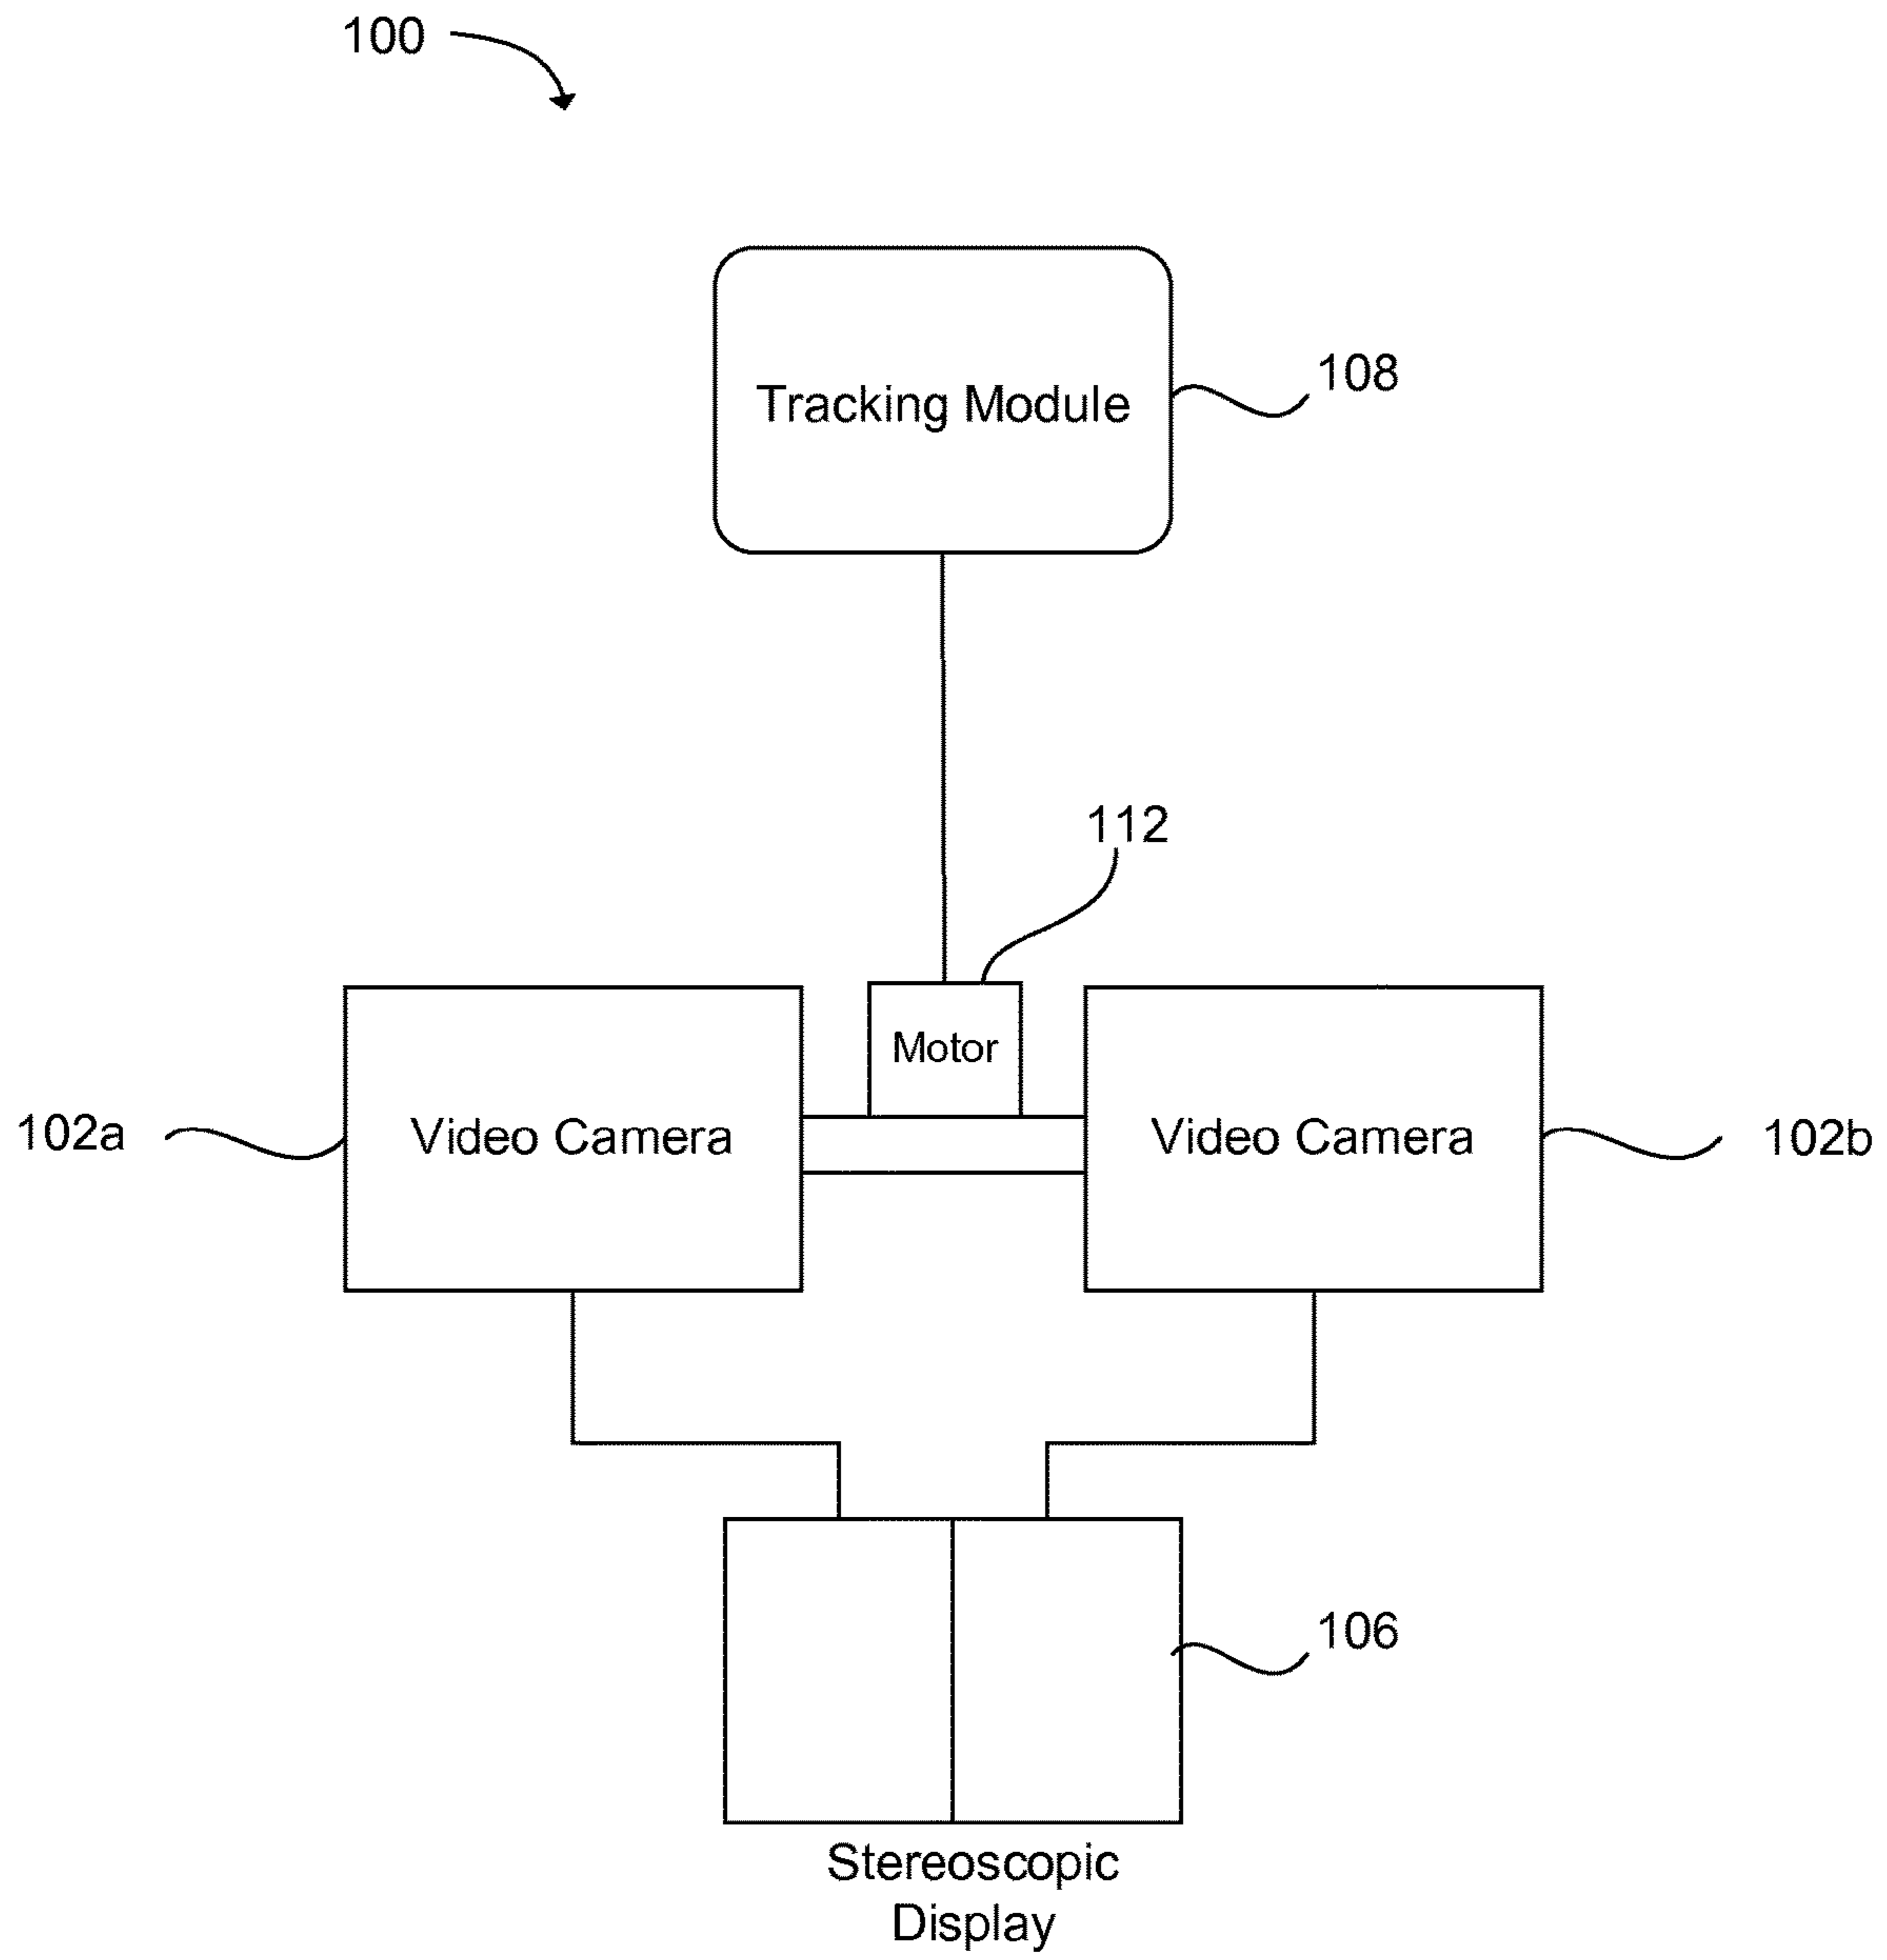 100
Tracking Module
108
112
Motor
102a
Video Camera
Video Camera
102b
106
Stereoscopic
Display